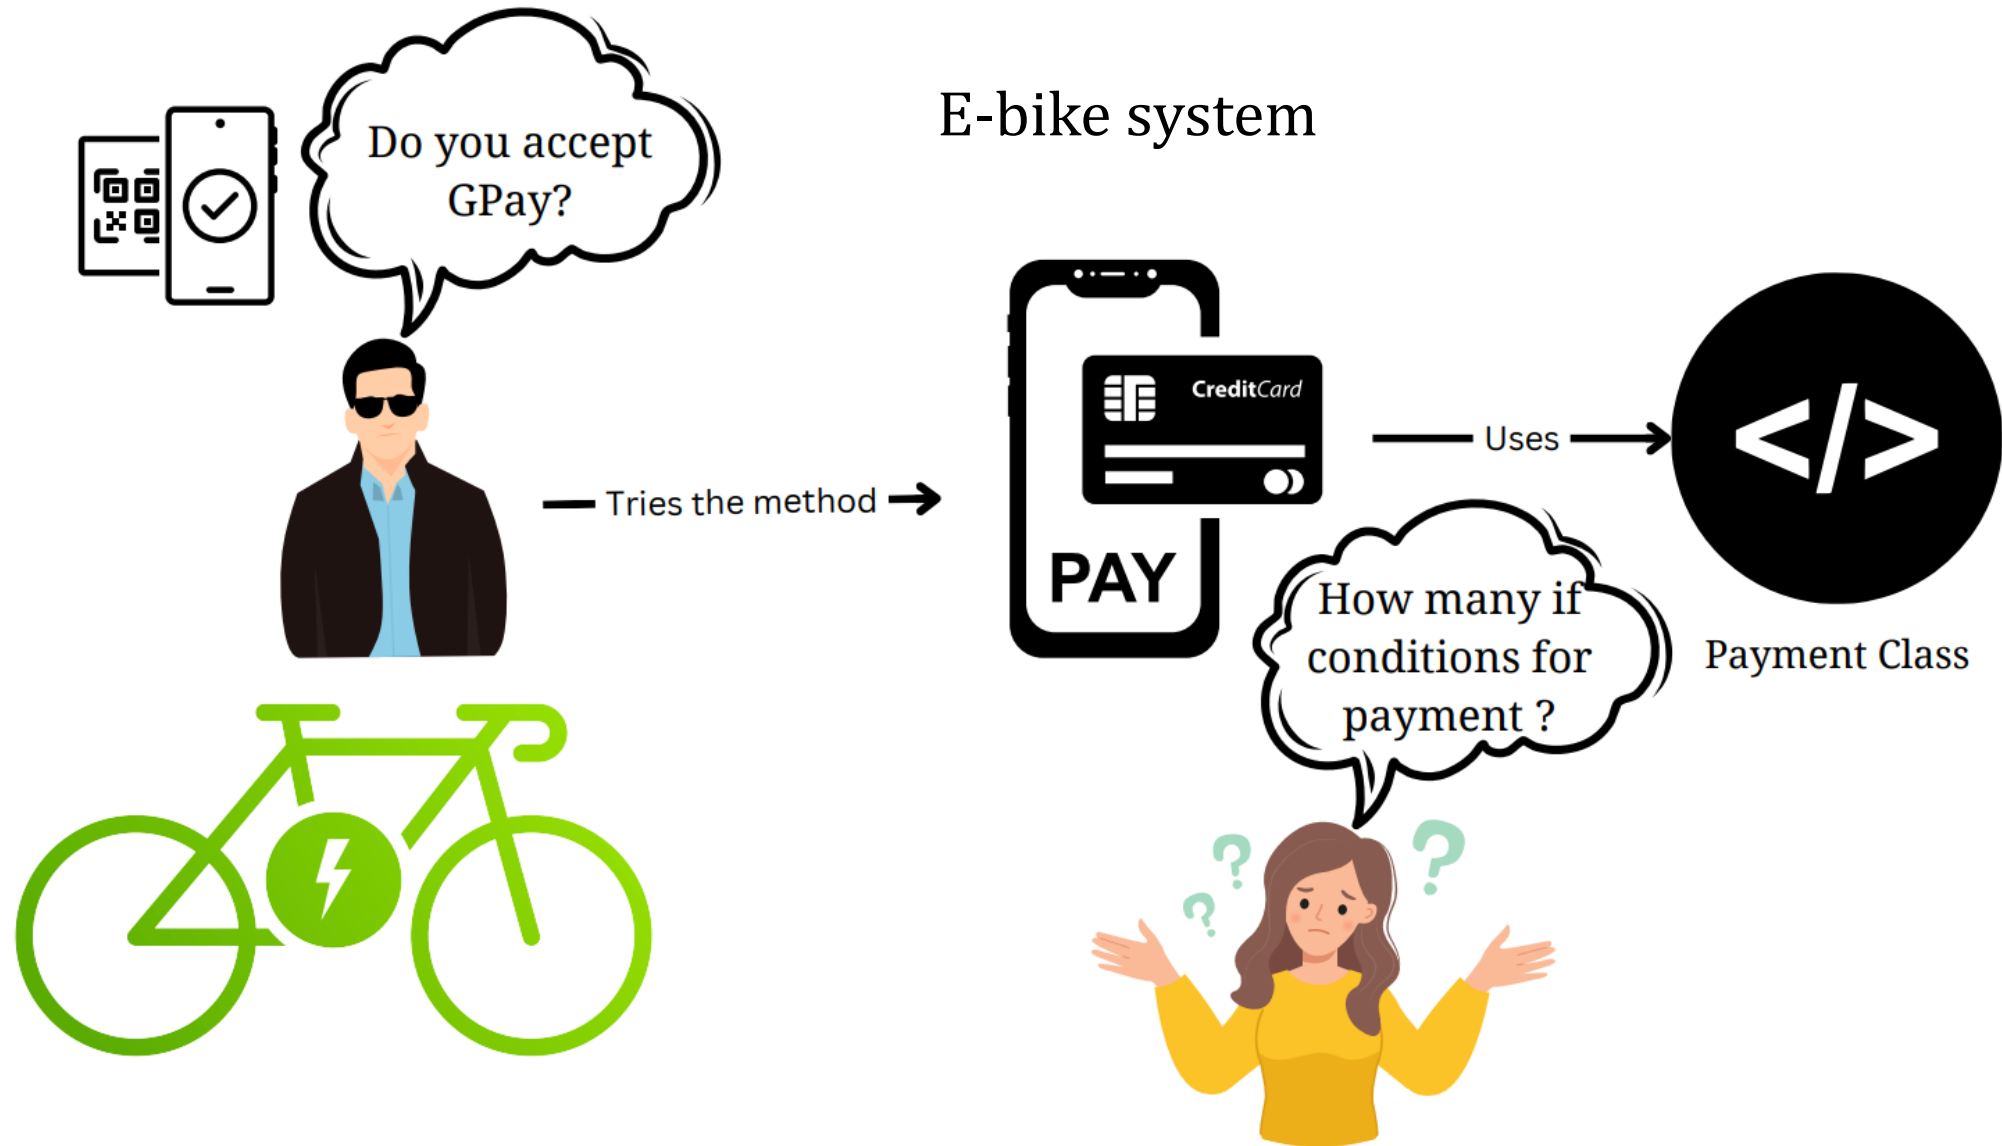 E-bike system
Do you accept
GPay?
Tries the method
CreditCard
PAY
Uses
</>
Payment Class
How many if
conditions for
payment ?
? ? ?